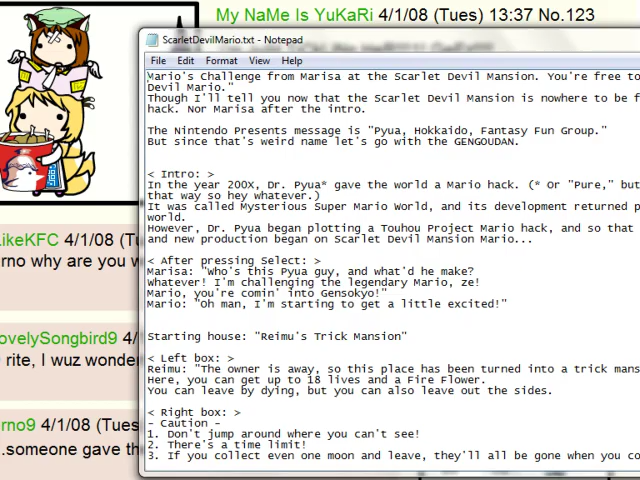 My NaMe Is YuKaRi 4/1/08 (Tues) 13:37 No.123
ScarletDevilMario.txt - Notepad
File Edit Format View Help
Mario's Challenge from Marisa at the Scarlet Devil Mansion. You're free to
Devil Mario."
Though I'll tell you now that the Scarlet Devil Mansion is nowhere to be f
hack. Nor Marisa after the intro.
The Nintendo Presents message is "Pyua, Hokkaido, Fantasy Fun Group."
But since that's weird name let's go with the GENGOUDAN.
< Intro: >
In the year 200X, Dr. Pyua* gave the world a Mario hack. (* Or "Pure," but
that way so hey whatever.)
It was called Mysterious Super Mario World, and its development returned p
world.
However, Dr. Pyua began plotting a Touhou Project Mario hack, and so that
and new production began on Scarlet Devil Mansion Mario...
< After pressing Select: >
Marisa: "Who's this Pyua guy, and what'd he make?
Whatever! I'm challenging the legendary Mario, ze!
Mario, you're comin' into Gensokyo!"
Mario: "Oh man, I'm starting to get a little excited!"
Starting house: "Reimu's Trick Mansion"
< Left box: >
Reimu: "The owner is away, so this place has been turned into a trick mans
Here, you can get up to 18 lives and a Fire Flower.
You can leave by dying, but you can also leave out the sides.
< Right box: >
- Caution -
1. Don't jump around where you can't see!
2. There's a time limit!
3. If you collect even one moon and leave, they'll all be gone when you co
ikeKFC 4/1/08 (Tu
rno why are you w
ovelySongbird9 4/
rite, I wuz wonder
rno9 4/1/08 (Tues
.someone gave th